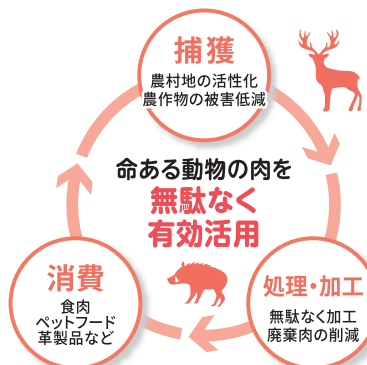 捕獲
農村地の活性化
農作物の被害低減
命ある動物の肉を
無駄なく
有効活用
消費
食肉
ペットフード
革製品など
処理・加工
無駄なく加工
廃棄肉の削減